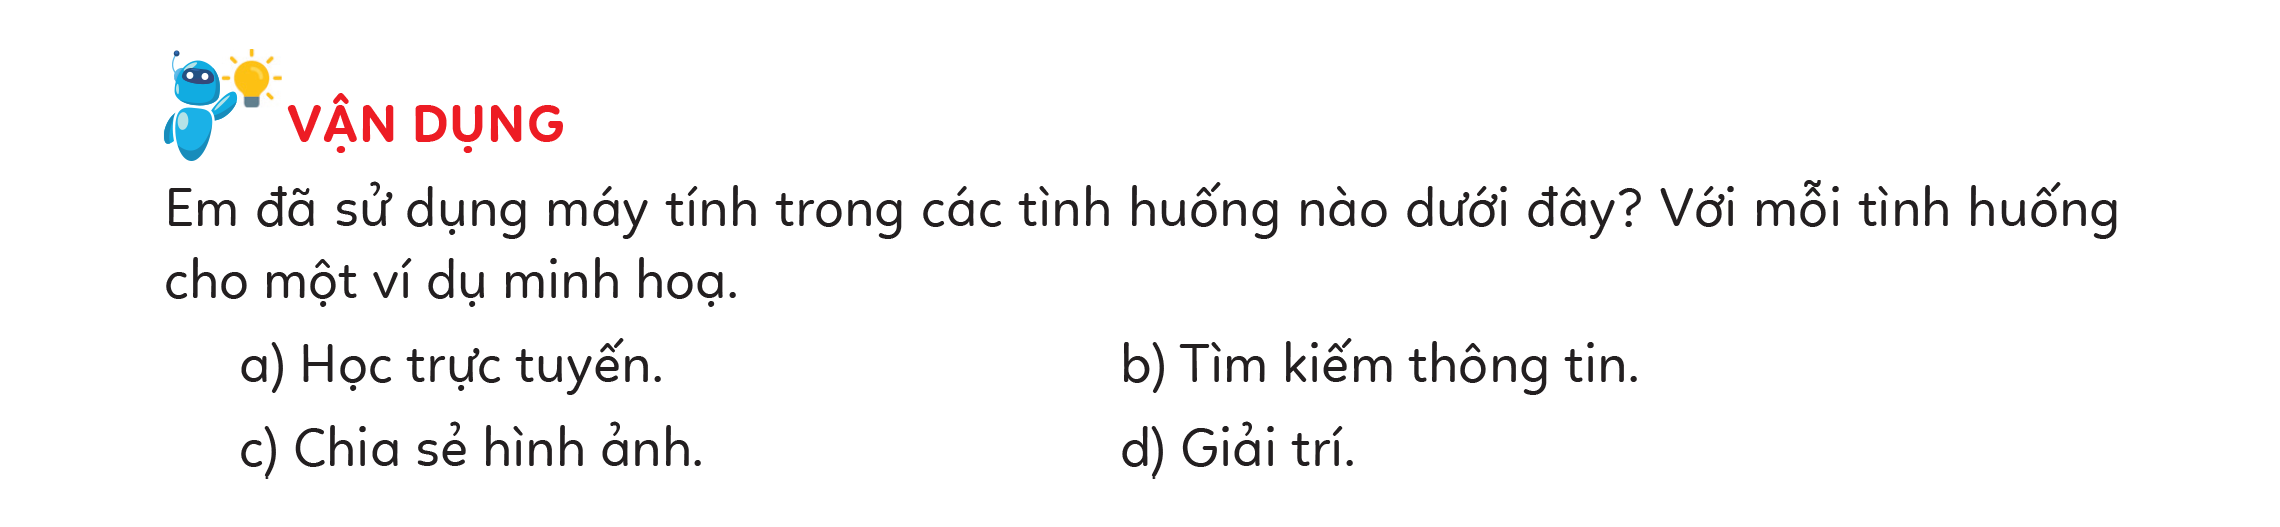 VẬN DỤNG
Em đã sử dụng máy tính trong các tình huống nào dưới đây? Với mỗi tình huống
cho một ví dụ minh hoạ.
a) Học trực tuyến.
b) Tìm kiếm thông tin.
c) Chia sẻ hình ảnh.
d) Giải trí.